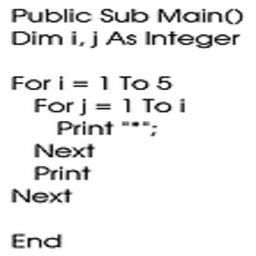 Public Sub Main()
Dim i, j As Integer

For i = 1 To 5
    For j = 1 To i
        Print "*";
    Next
    Print
Next

End